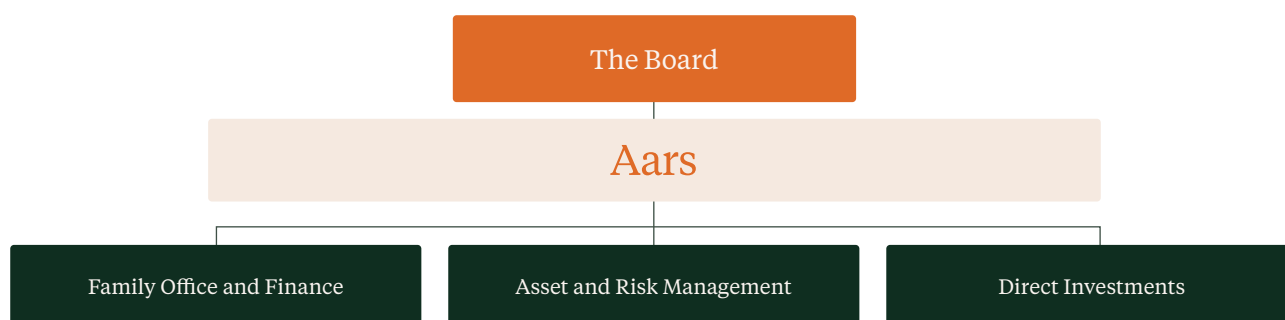 The Board
Aars
Family Office and Finance
Asset and Risk Management
Direct Investments